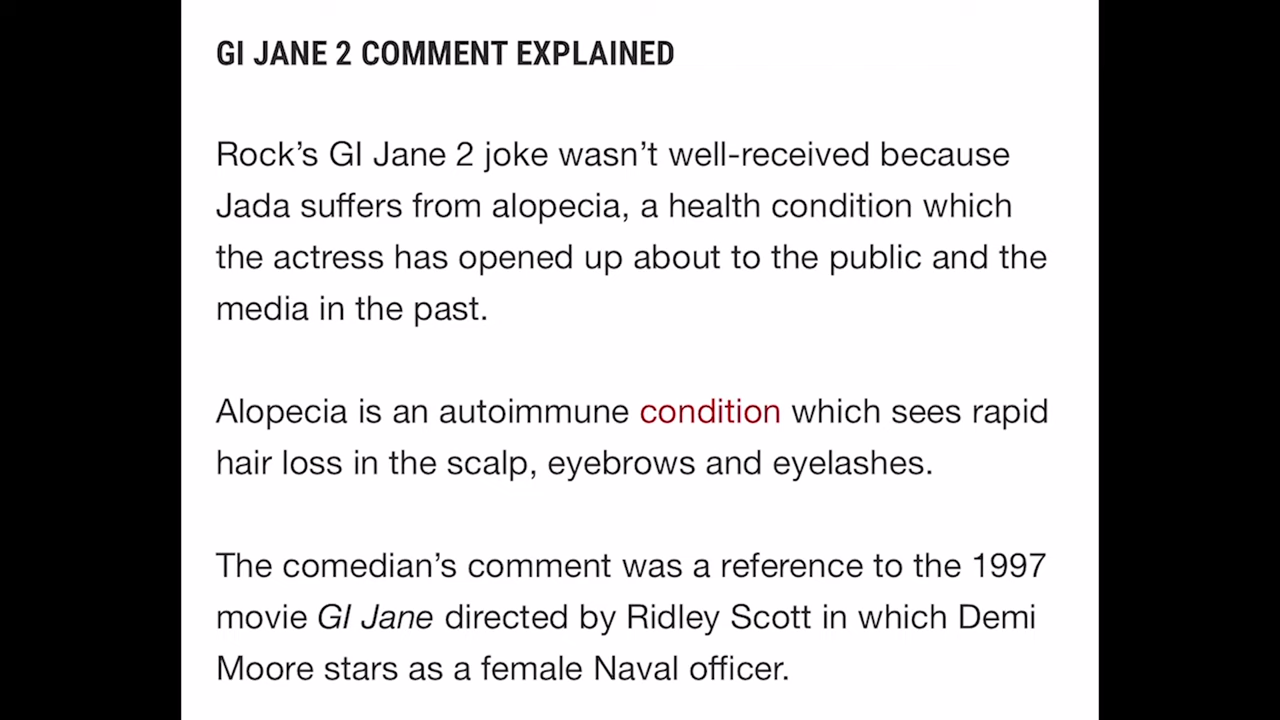 GI JANE 2 COMMENT EXPLAINED
Rock’s GI Jane 2 joke wasn’t well-received because
Jada suffers from alopecia, a health condition which
the actress has opened up about to the public and the
media in the past.
Alopecia is an autoimmune condition which sees rapid
hair loss in the scalp, eyebrows and eyelashes.
The comedian’s comment was a reference to the 1997
movie GI Jane directed by Ridley Scott in which Demi
Moore stars as a female Naval officer.